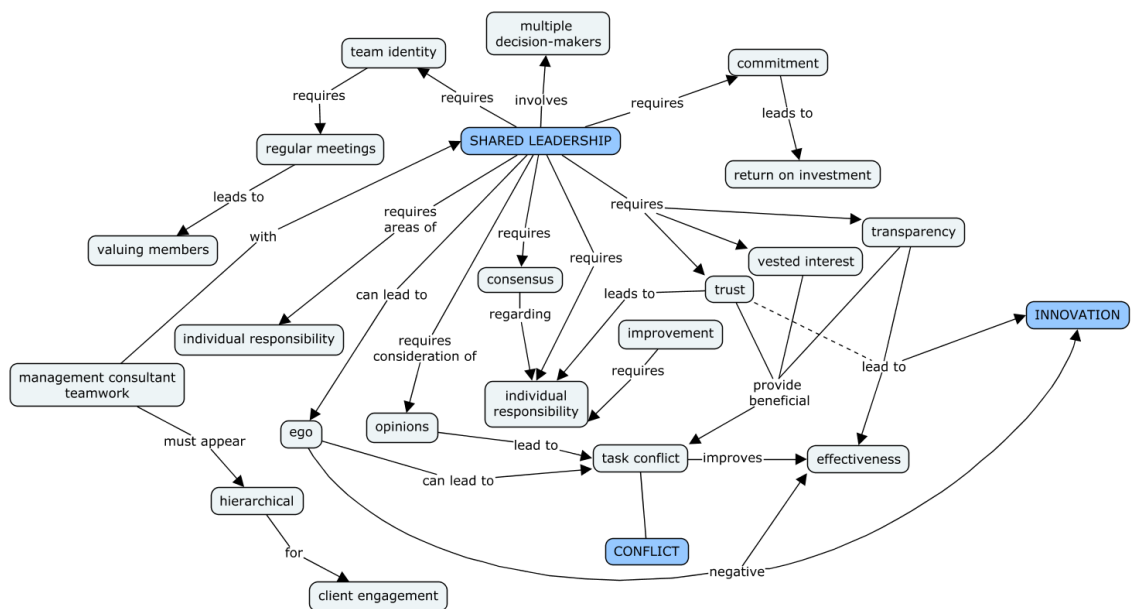 multiple
decision-makers
team identity
commitment
requires
requires
involves
requires
leads to
SHARED LEADERSHIP
regular meetings
return on investment
leads to
requires
areas of
requires
transparency
with
requires
valuing members
vested interest
requires
consensus
trust
can lead to
leads to
regarding
INNOVATION
individual responsibility
improvement
requires
consideration of
lead to
management consultant
teamwork
requires
provide
beneficial
individual
responsibility
ego
opinions
must appear
lead to
task conflict
improves
effectiveness
can lead to
hierarchical
CONFLICT
for
negative
client engagement